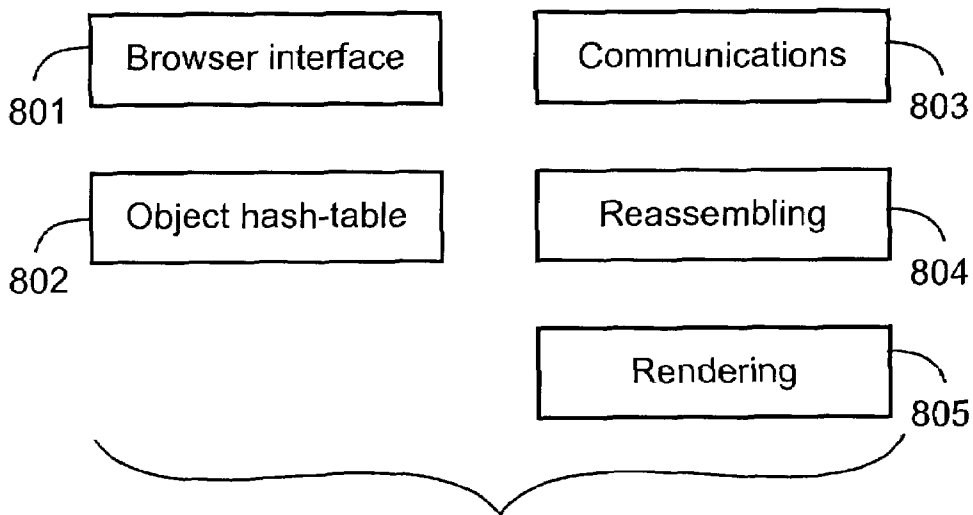 Browser interface
801
Communications
803
Object hash-table
802
Reassembling
804
Rendering
805